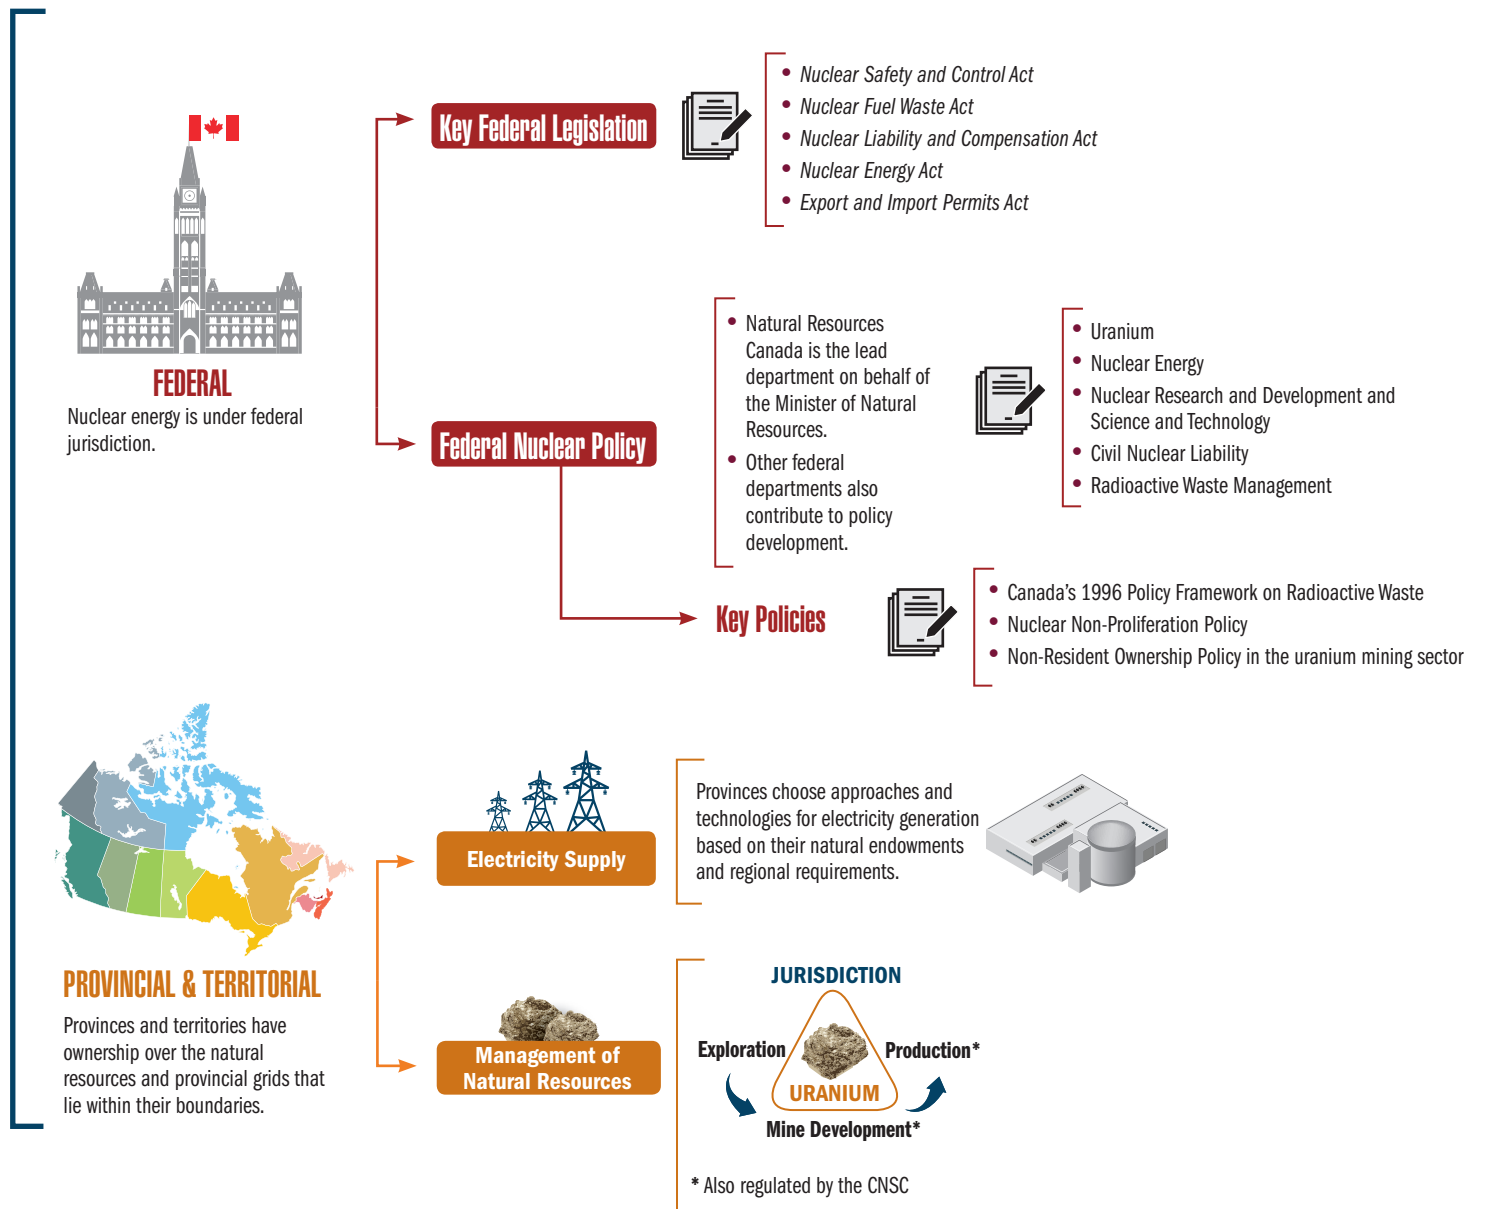 Key Federal Legislation
• Nuclear Safety and Control Act
• Nuclear Fuel Waste Act
• Nuclear Liability and Compensation Act
• Nuclear Energy Act
• Export and Import Permits Act
FEDERAL
Nuclear energy is under federal
jurisdiction.
Federal Nuclear Policy
• Natural Resources
Canada is the lead
department on behalf of
the Minister of Natural
Resources.
• Other federal
departments also
contribute to policy
development.
• Uranium
• Nuclear Energy
• Nuclear Research and Development and
Science and Technology
• Civil Nuclear Liability
• Radioactive Waste Management
Key Policies
• Canada's 1996 Policy Framework on Radioactive Waste
• Nuclear Non-Proliferation Policy
• Non-Resident Ownership Policy in the uranium mining sector
PROVINCIAL & TERRITORIAL
Provinces and territories have
ownership over the natural
resources and provincial grids that
lie within their boundaries.
Electricity Supply
Provinces choose approaches and
technologies for electricity generation
based on their natural endowments
and regional requirements.
Management of
Natural Resources
JURISDICTION
Exploration
Production*
URANIUM
Mine Development*
* Also regulated by the CNSC